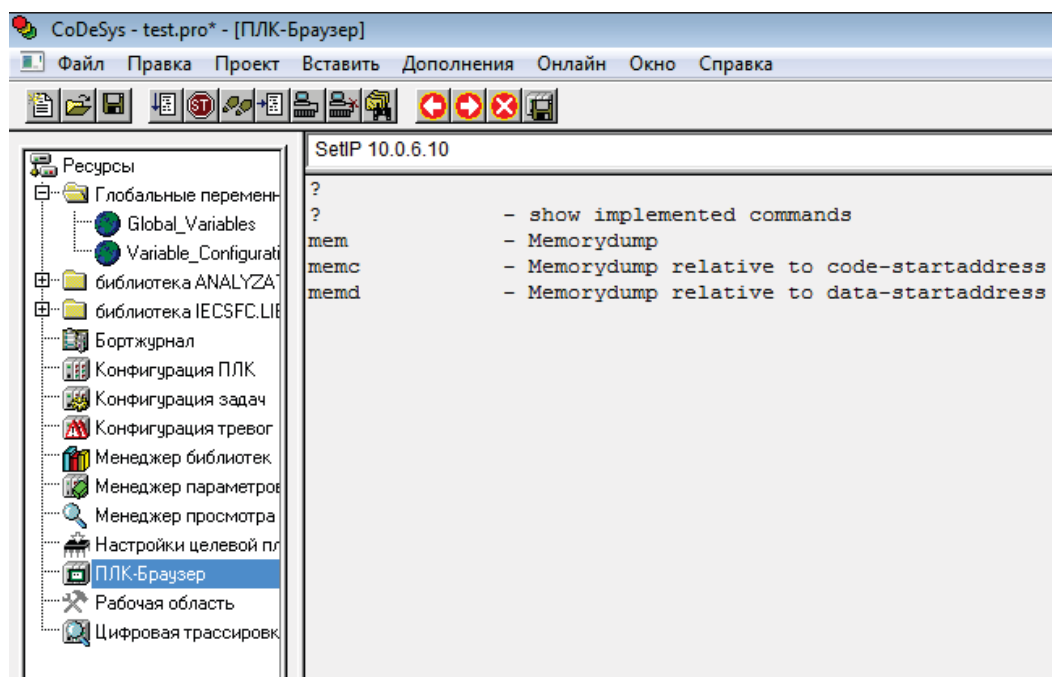 CoDeSys - test.pro* - [ПЛК-Браузер]
Файл Правка Проект Вставить Дополнения Онлайн Окно Справка
SetIP 10.0.6.10
Ресурсы
Глобальные переменн
Global_Variables
Variable_Configurati
библиотека ANALYZAT
библиотека IECSFC.LIB
Бортжурнал
Конфигурация ПЛК
Конфигурация задач
Конфигурация тревог
Менеджер библиотек
Менеджер параметров
Менеджер просмотра
Настройки целевой пл
ПЛК-Браузер
Рабочая область
Цифровая трассировк
?
? - show implemented commands
mem - Memorydump
memc - Memorydump relative to code-startaddress
memd - Memorydump relative to data-startaddress